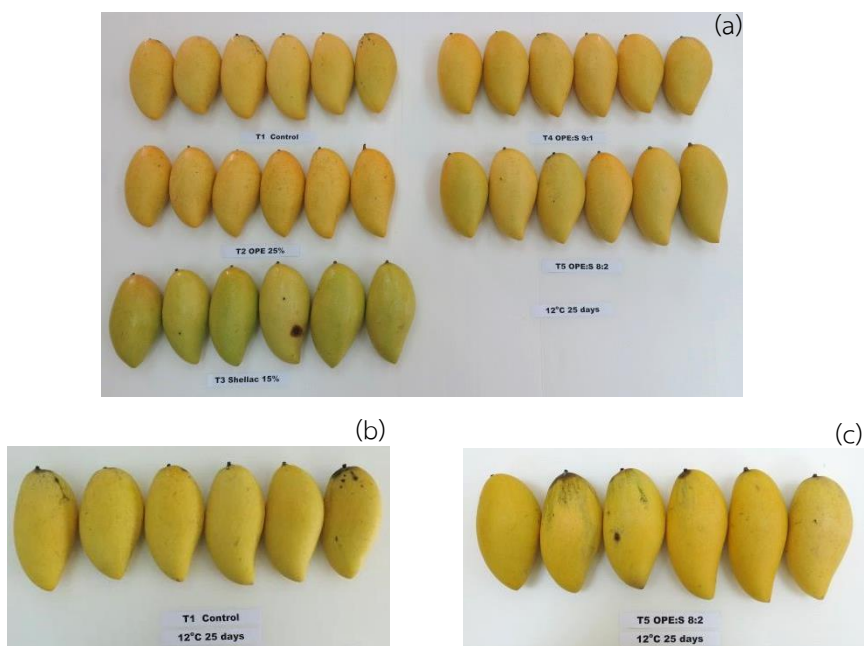 (a)
T1 Control
T4 OPE:S 9:1
T2 OPE 25%
T5 OPE:S 8:2
12°C 25 days
T3 Shellac 15%
(b)
(c)
T1 Control
12°C 25 days
T5 OPE:S 8:2
12°C 25 days